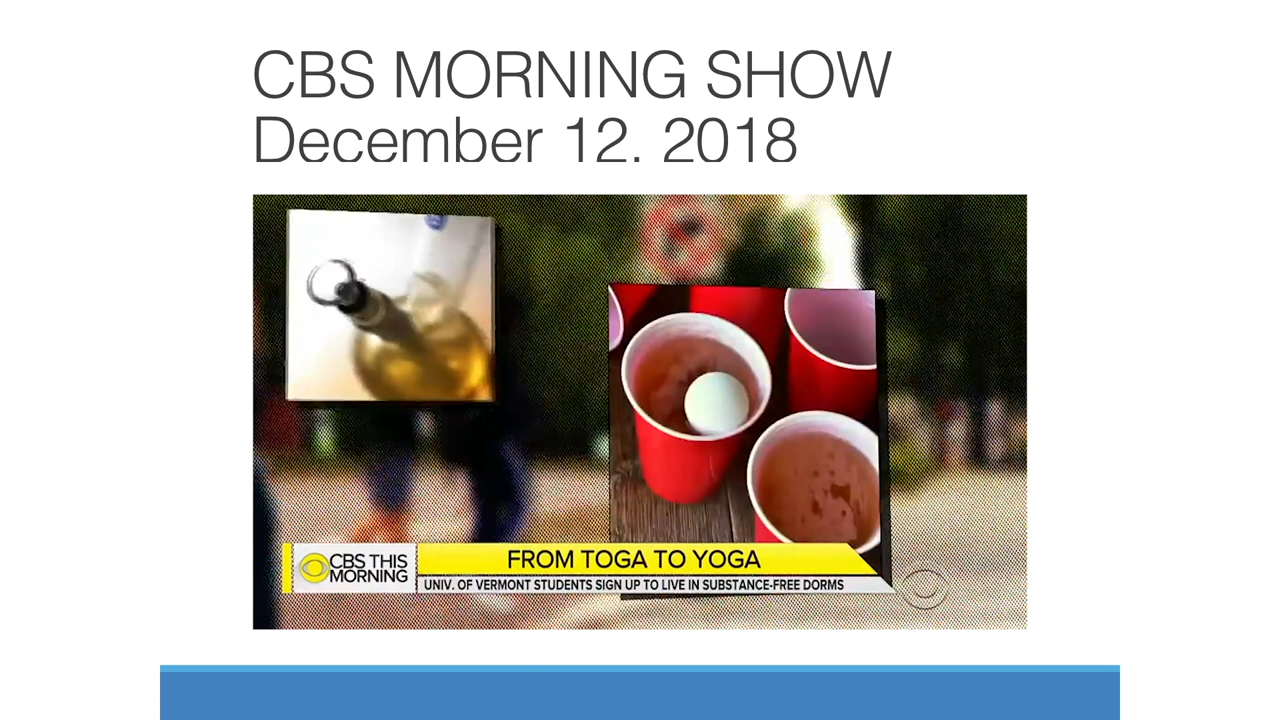 CBS MORNING SHOW
December 12. 2018
CBS THIS
MORNING
FROM TOGA TO YOGA
UNIV. OF VERMONT STUDENTS SIGN UP TO LIVE IN SUBSTANCE-FREE DORMS